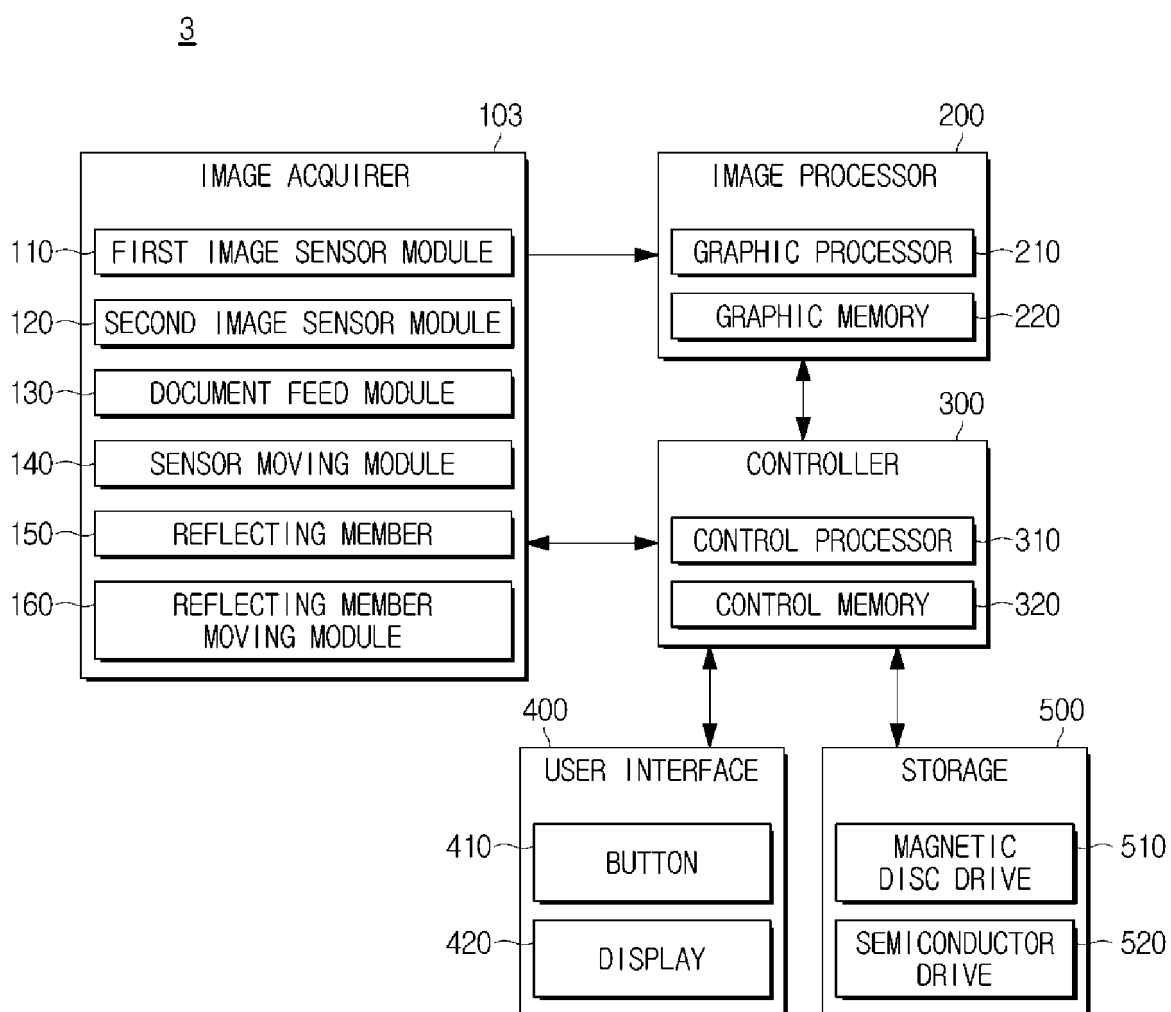 3
103
IMAGE ACQUIRER
110
FIRST IMAGE SENSOR MODULE
120
SECOND IMAGE SENSOR MODULE
130
DOCUMENT FEED MODULE
140
SENSOR MOVING MODULE
150
REFLECTING MEMBER
160
REFLECTING MEMBER
MOVING MODULE
200
IMAGE PROCESSOR
GRAPHIC PROCESSOR
210
GRAPHIC MEMORY
220
300
CONTROLLER
CONTROL PROCESSOR
310
CONTROL MEMORY
320
400
USER INTERFACE
410
BUTTON
420
DISPLAY
500
STORAGE
MAGNETIC
DISC DRIVE
510
SEMICONDUCTOR
DRIVE
520